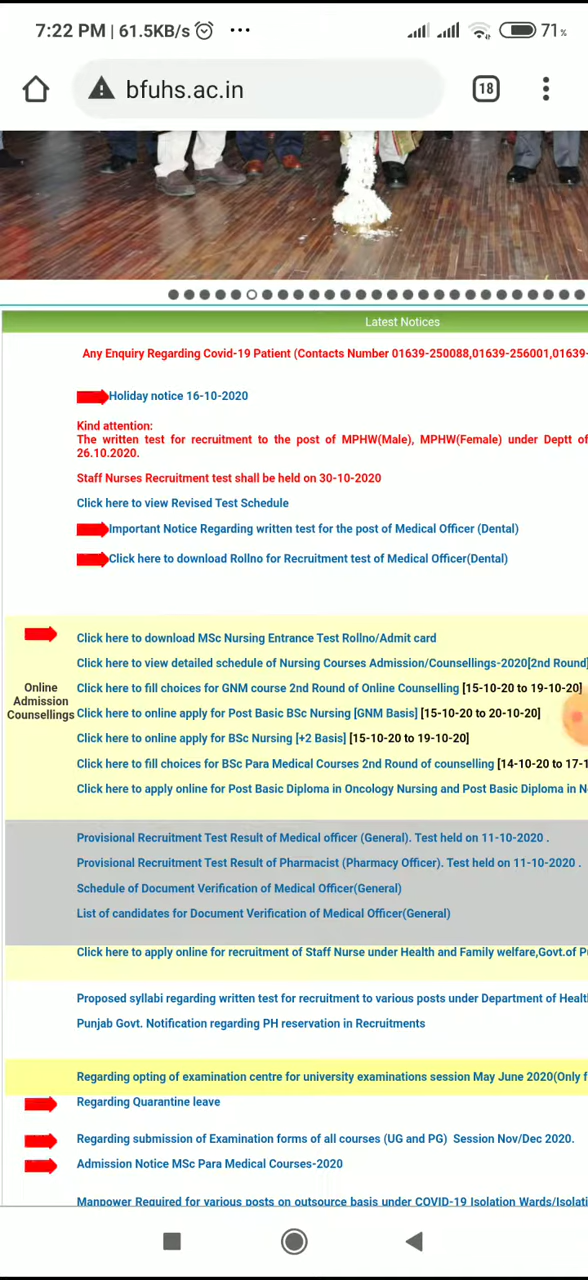 7:22 PM | 61.5KB/s
71%
bfuhs.ac.in
18
Latest Notices
Any Enquiry Regarding Covid-19 Patient (Contacts Number 01639-250088,01639-256001,01639-
Holiday notice 16-10-2020
Kind attention:
The written test for recruitment to the post of MPHW(Male), MPHW(Female) under Deptt of
26.10.2020.
Staff Nurses Recruitment test shall be held on 30-10-2020
Click here to view Revised Test Schedule
Important Notice Regarding written test for the post of Medical Officer (Dental)
Click here to download Rollno for Recruitment test of Medical Officer(Dental)
Click here to download MSc Nursing Entrance Test Rollno/Admit card
Click here to view detailed schedule of Nursing Courses Admission/Counsellings-2020[2nd Round]
Online
Admission
Counsellings
Click here to fill choices for GNM course 2nd Round of Online Counselling [15-10-20 to 19-10-20]
Click here to online apply for Post Basic BSc Nursing [GNM Basis] [15-10-20 to 20-10-20]
Click here to online apply for BSc Nursing [+2 Basis] [15-10-20 to 19-10-20]
Click here to fill choices for BSc Para Medical Courses 2nd Round of counselling [14-10-20 to 17-1
Click here to apply online for Post Basic Diploma in Oncology Nursing and Post Basic Diploma in N
Provisional Recruitment Test Result of Medical officer (General). Test held on 11-10-2020 .
Provisional Recruitment Test Result of Pharmacist (Pharmacy Officer). Test held on 11-10-2020 .
Schedule of Document Verification of Medical Officer(General)
List of candidates for Document Verification of Medical Officer(General)
Click here to apply online for recruitment of Staff Nurse under Health and Family welfare,Govt.of P
Proposed syllabi regarding written test for recruitment to various posts under Department of Healt
Punjab Govt. Notification regarding PH reservation in Recruitments
Regarding opting of examination centre for university examinations session May June 2020(Only f
Regarding Quarantine leave
Regarding submission of Examination forms of all courses (UG and PG) Session Nov/Dec 2020.
Admission Notice MSc Para Medical Courses-2020
Manpower Required for various posts on outsource basis under COVID-19 Isolation Wards/Isolati